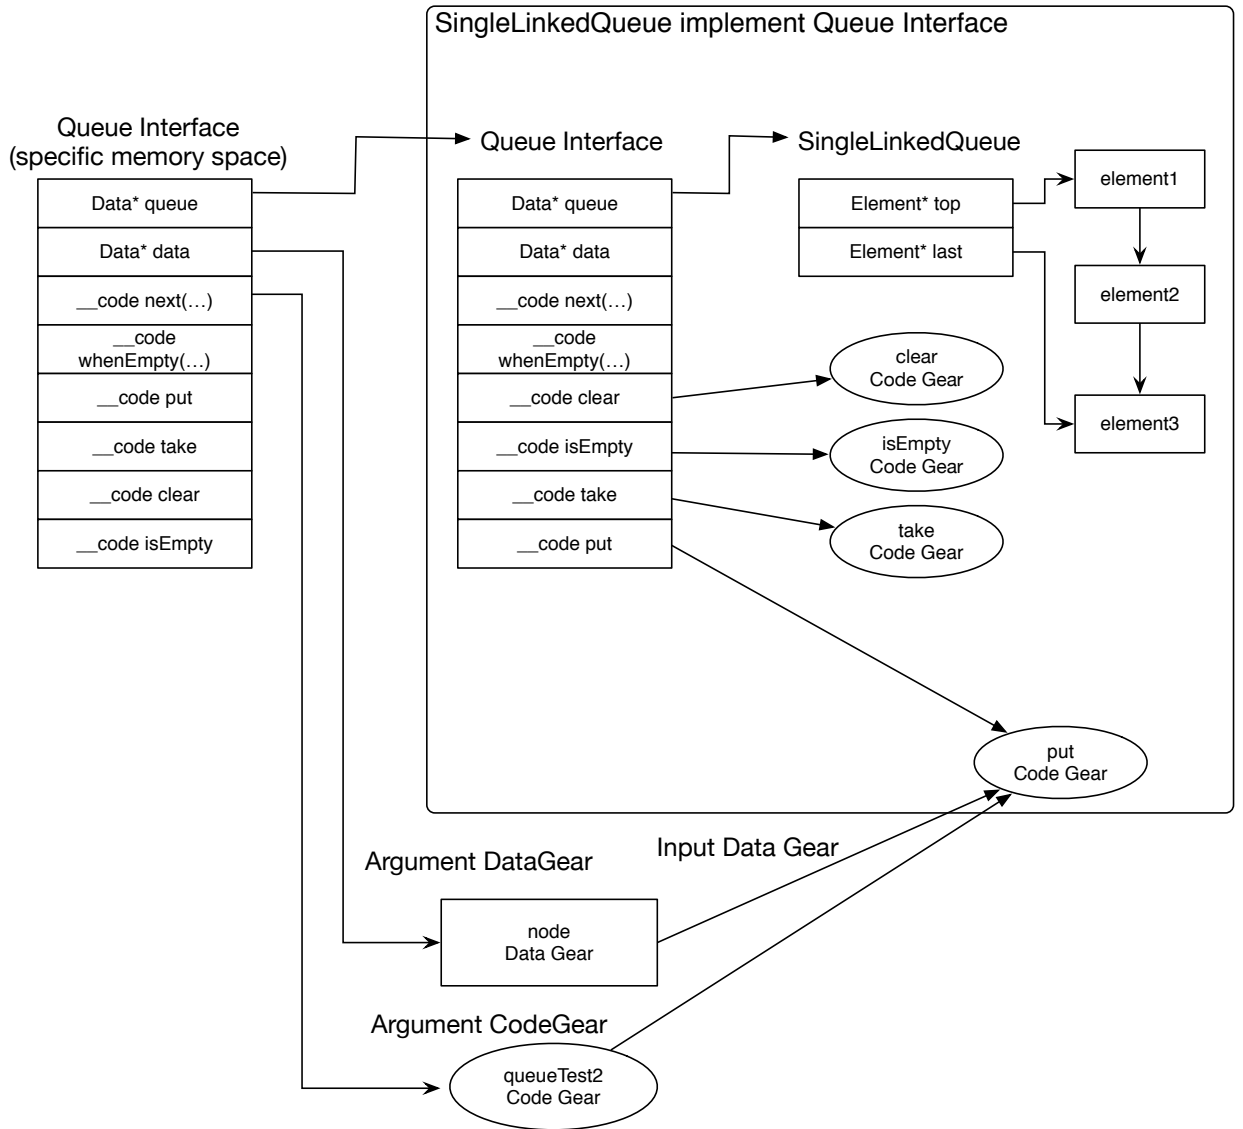 SingleLinkedQueue implement Queue Interface
Queue Interface
(specific memory space)
Data* queue
Data* data
__code next(…)
__code
whenEmpty(…)
__code put
__code take
__code clear
__code isEmpty
Queue Interface
Data* queue
Data* data
__code next(…)
__code
whenEmpty(…)
__code clear
__code isEmpty
__code take
__code put
SingleLinkedQueue
Element* top
Element* last
element1
element2
element3
clear
Code Gear
isEmpty
Code Gear
take
Code Gear
put
Code Gear
Input Data Gear
Argument DataGear
node
Data Gear
Argument CodeGear
queueTest2
Code Gear